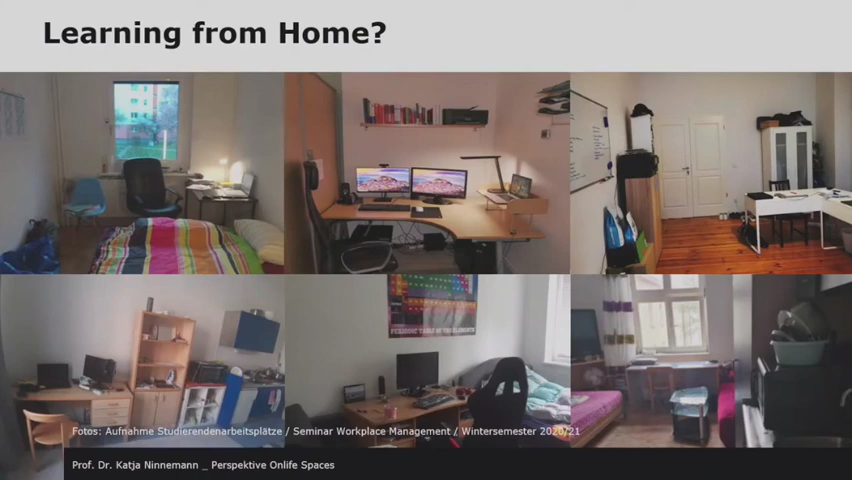 Learning from Home?
PERIODIC TABLE OF THE ELEMENTS
Fotos: Aufnahme Studierendenarbeitsplätze / Seminar Workplace Management / Wintersemester 2020/21
Prof. Dr. Katja Ninnemann _ Perspektive Onlife Spaces